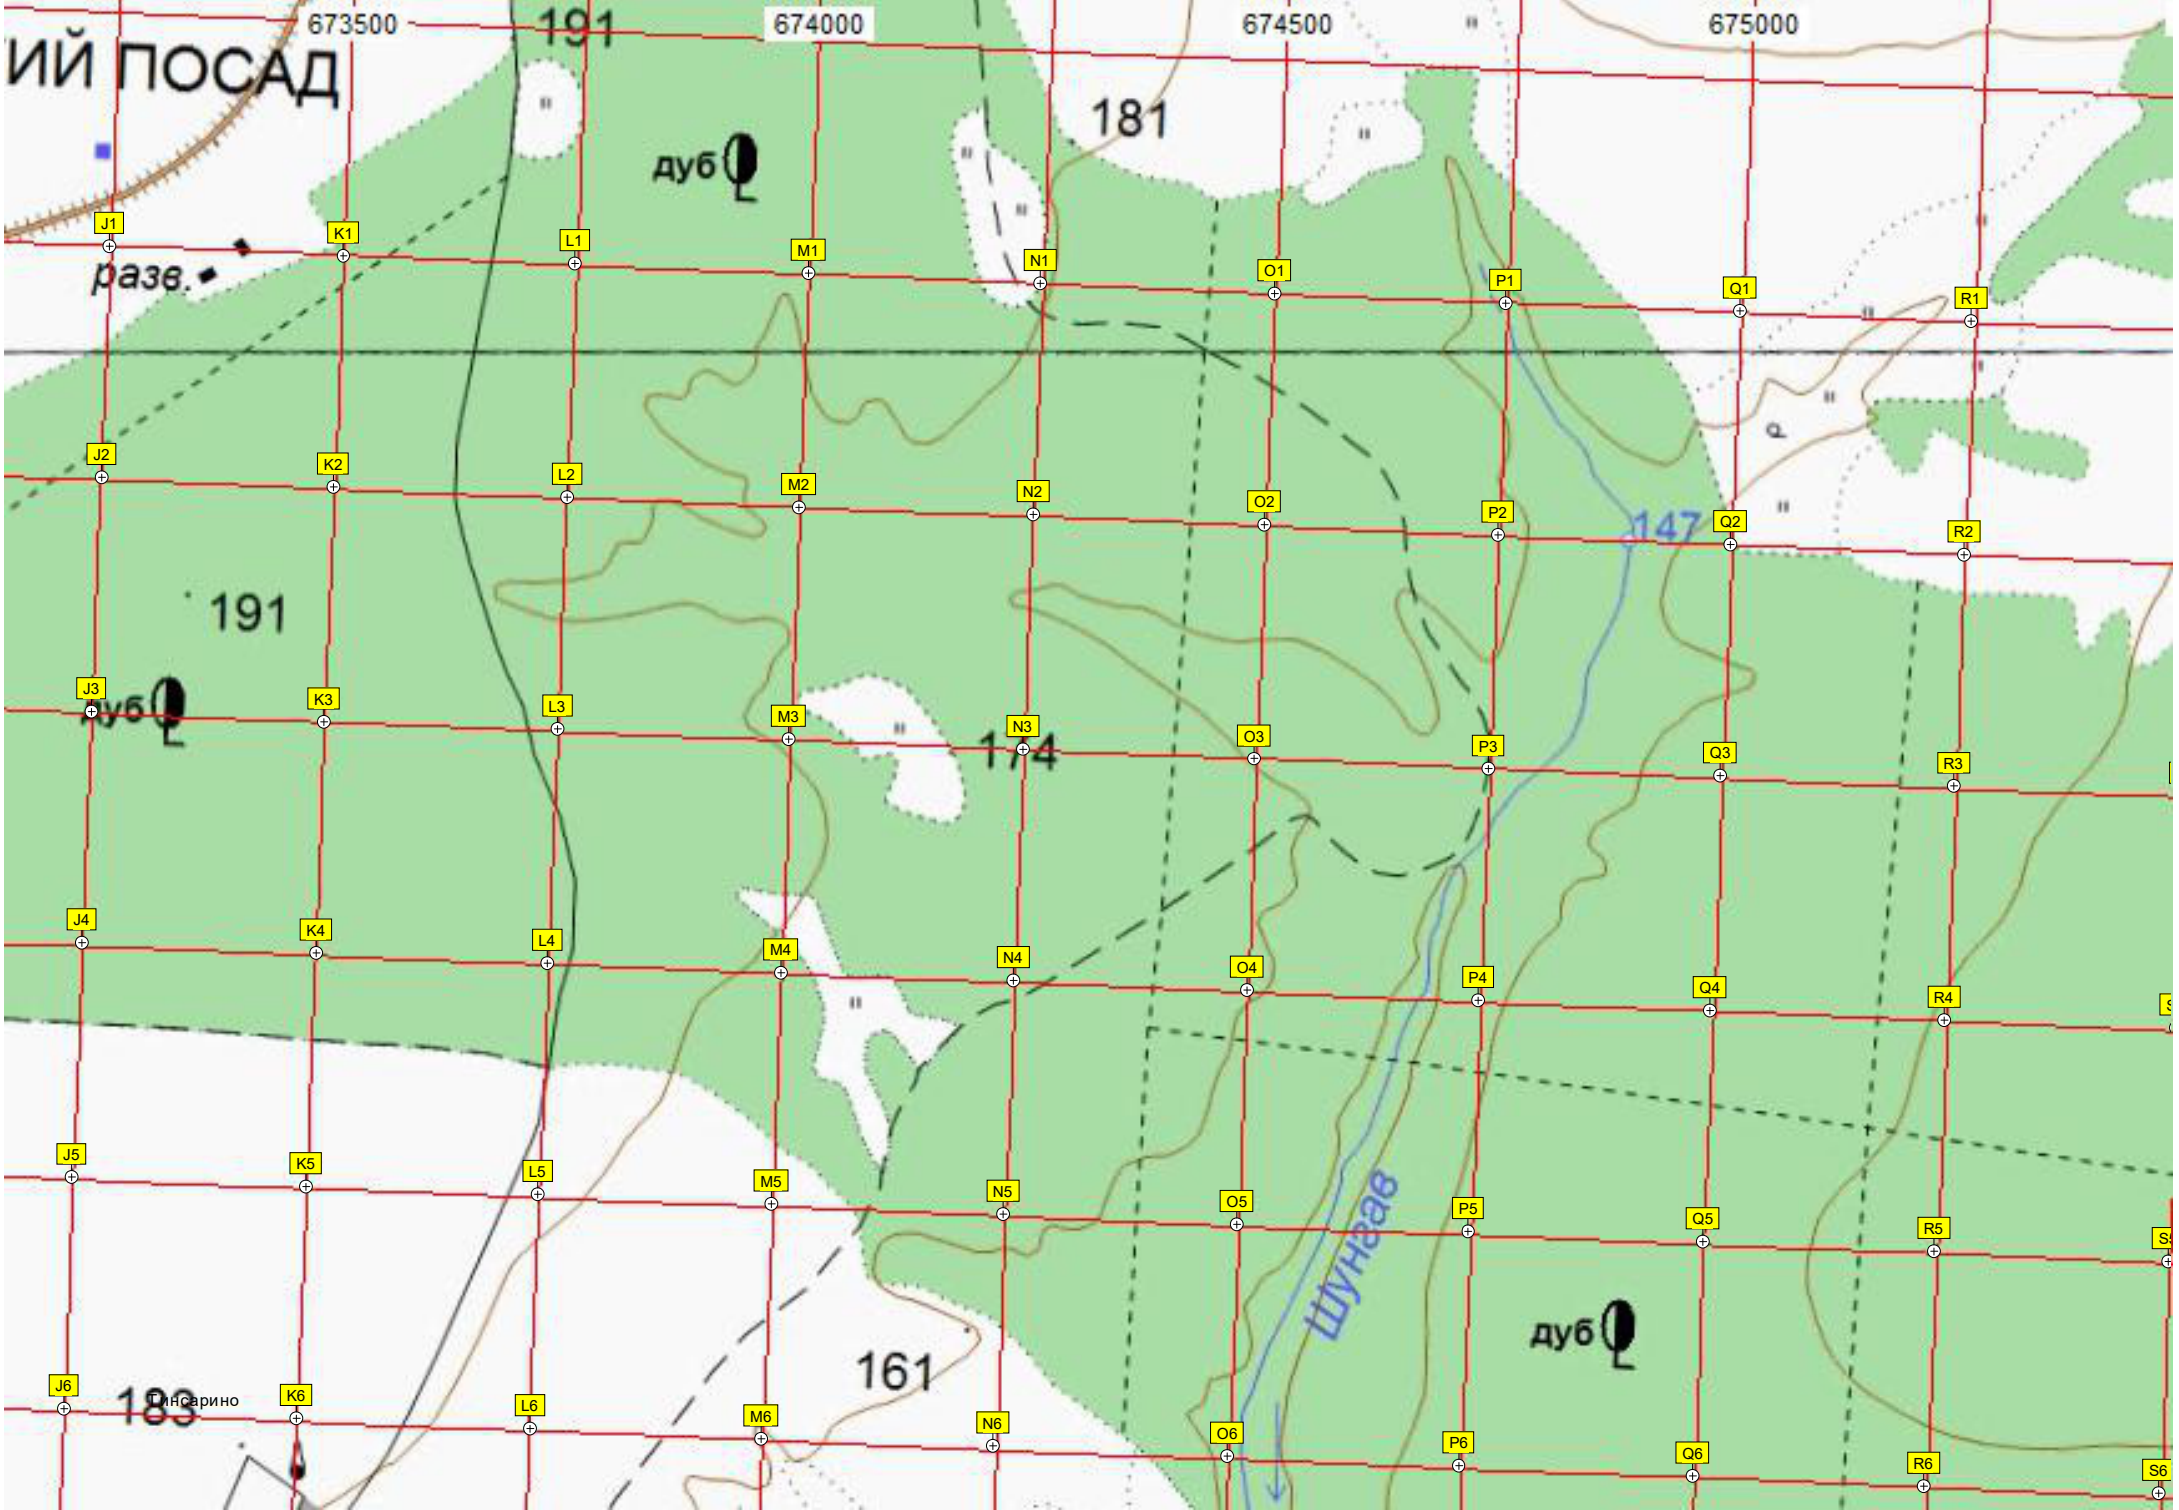 673500 674000 674500 675000
191
ИЙ ПОСАД
181
дуб
J1 K1 L1 M1 N1 O1 P1 Q1 R1
разв.
J2 K2 L2 M2 N2 O2 P2 Q2 R2
147
191
J3 K3 L3 M3 N3 O3 P3 Q3 R3
дуб
174
J4 K4 L4 M4 N4 O4 P4 Q4 R4
J5 K5 L5 M5 N5 O5 P5 Q5 R5 S5
Шунгав
дуб
161
J6 K6 L6 M6 N6 O6 P6 Q6 R6 S6
183
Тинсарино